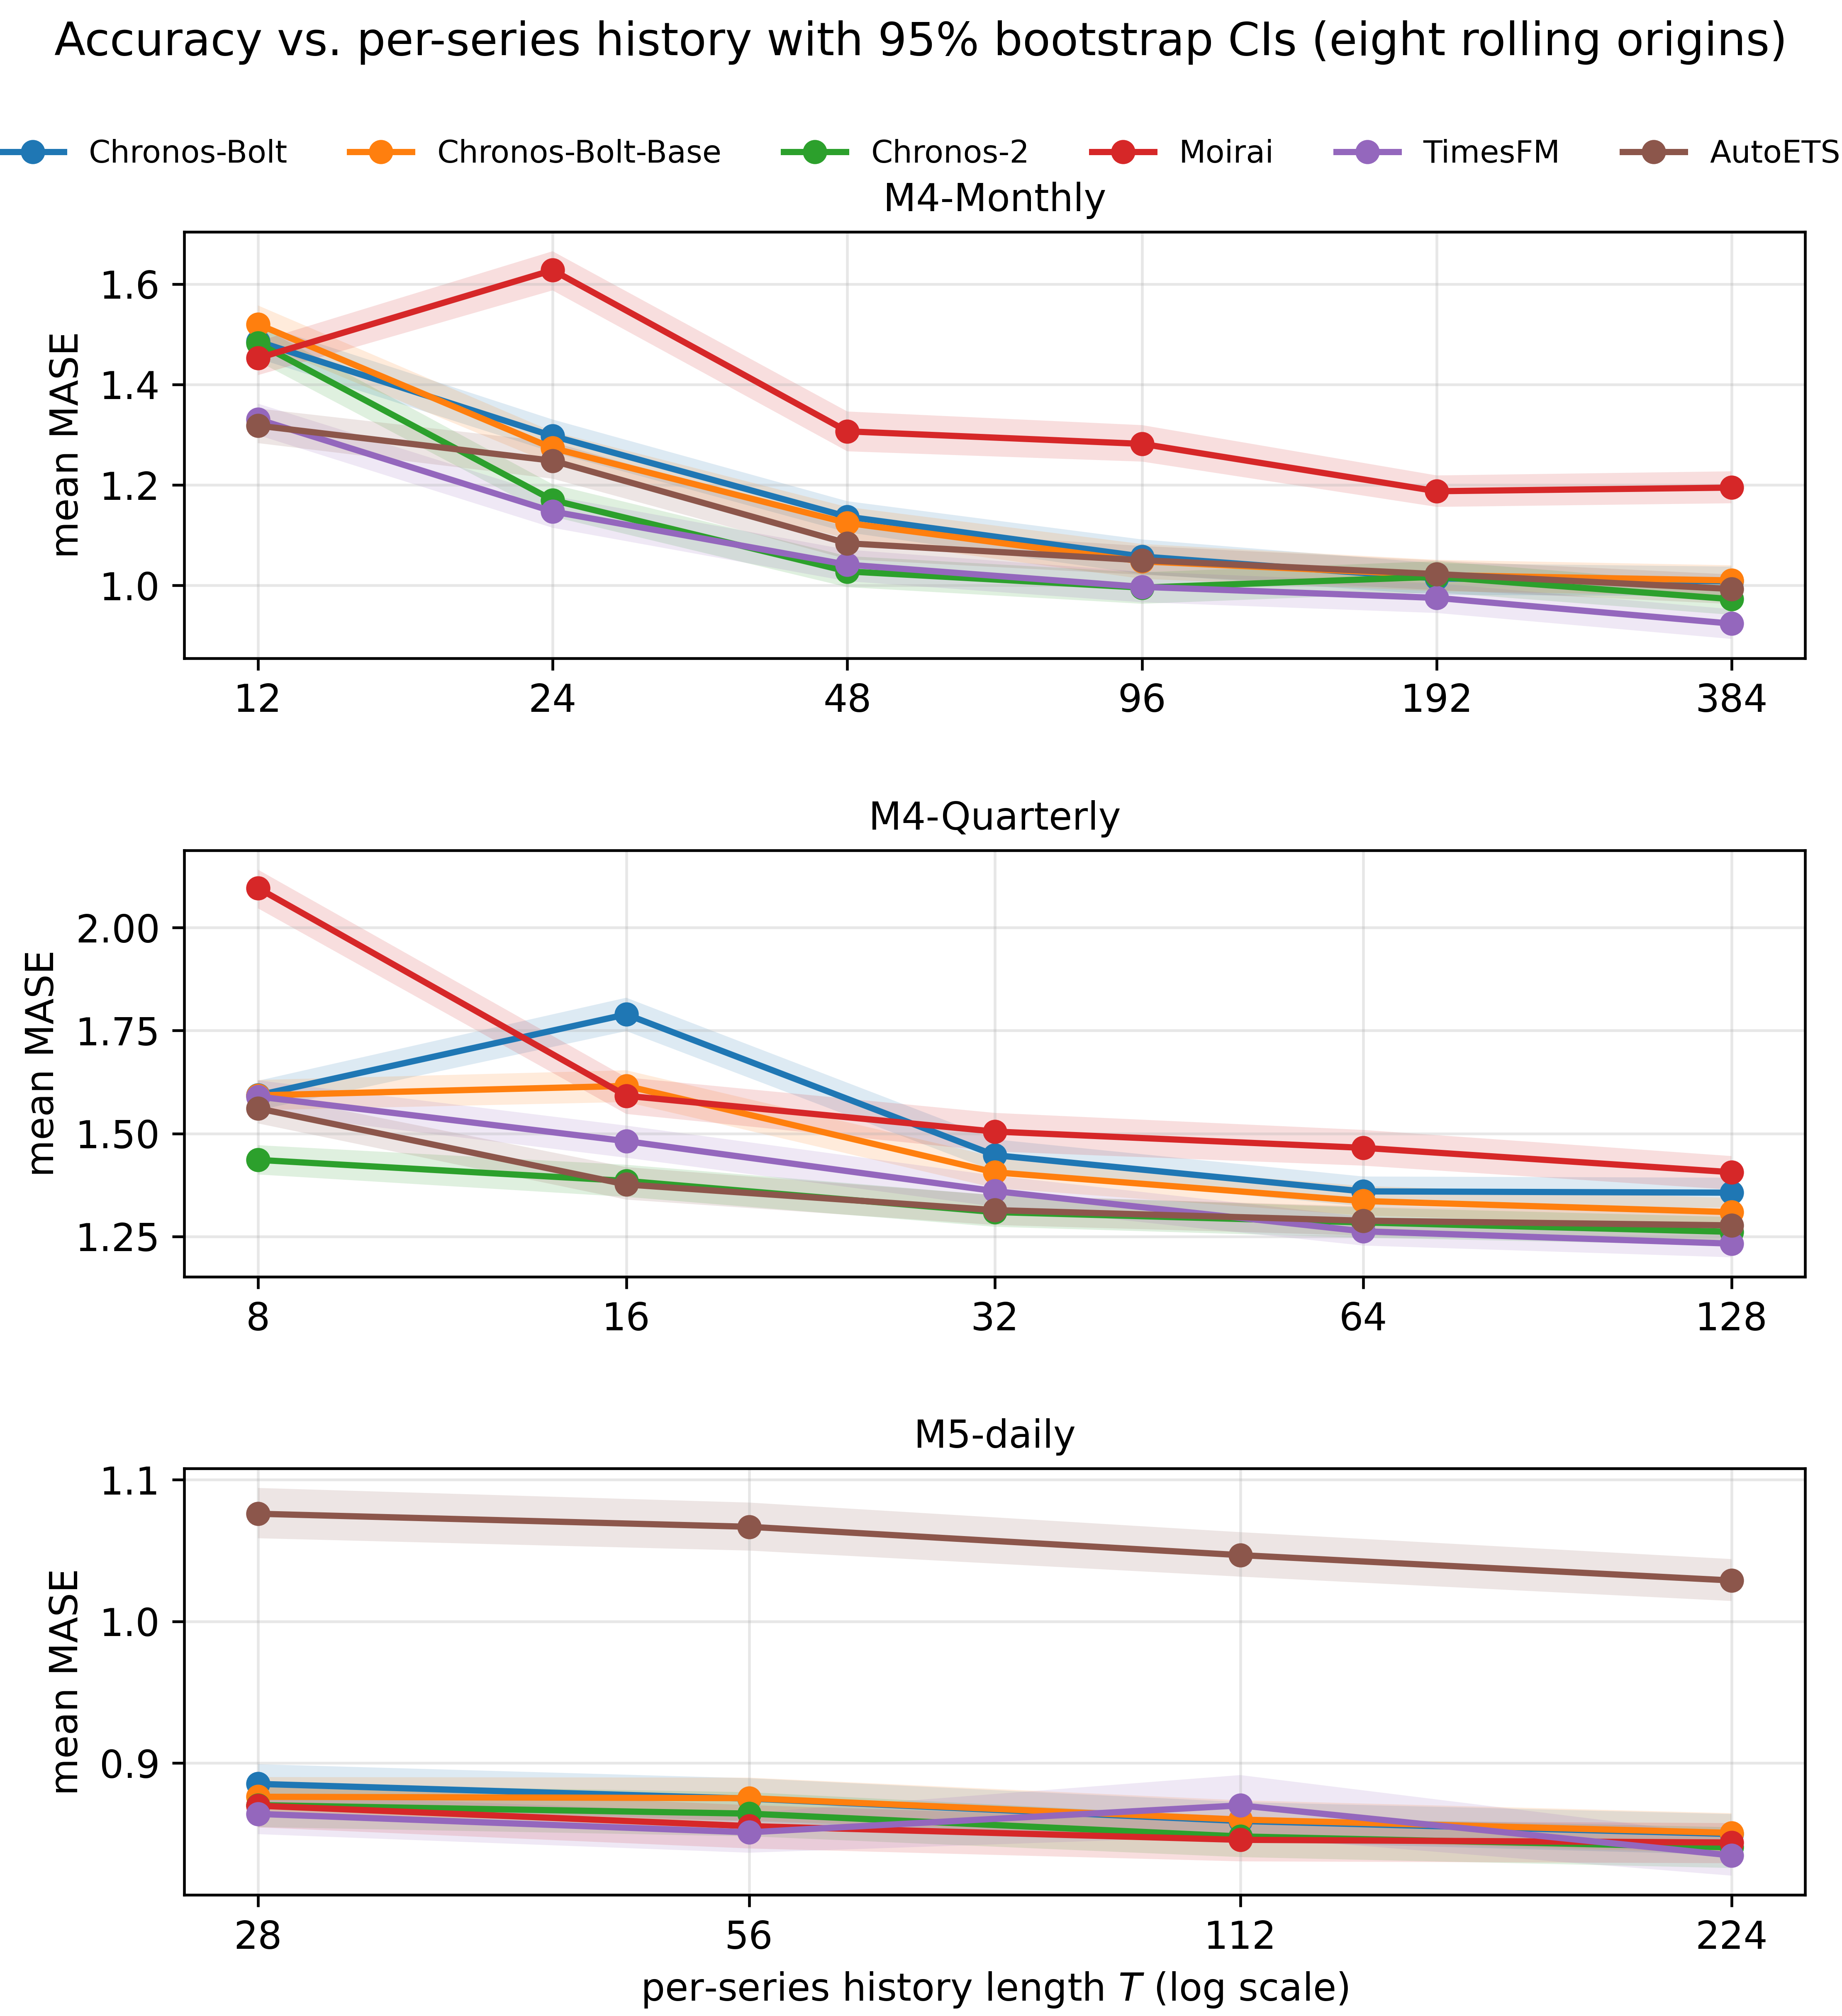 Accuracy vs. per-series history with 95% bootstrap CIs (eight rolling origins)
Chronos-Bolt Chronos-Bolt-Base Chronos-2 Moirai TimesFM AutoETS
M4-Monthly
mean MASE
1.6
1.4
1.2
1.0
12 24 48 96 192 384
M4-Quarterly
mean MASE
2.00
1.75
1.50
1.25
8 16 32 64 128
M5-daily
mean MASE
1.1
1.0
0.9
28 56 112 224
per-series history length T (log scale)